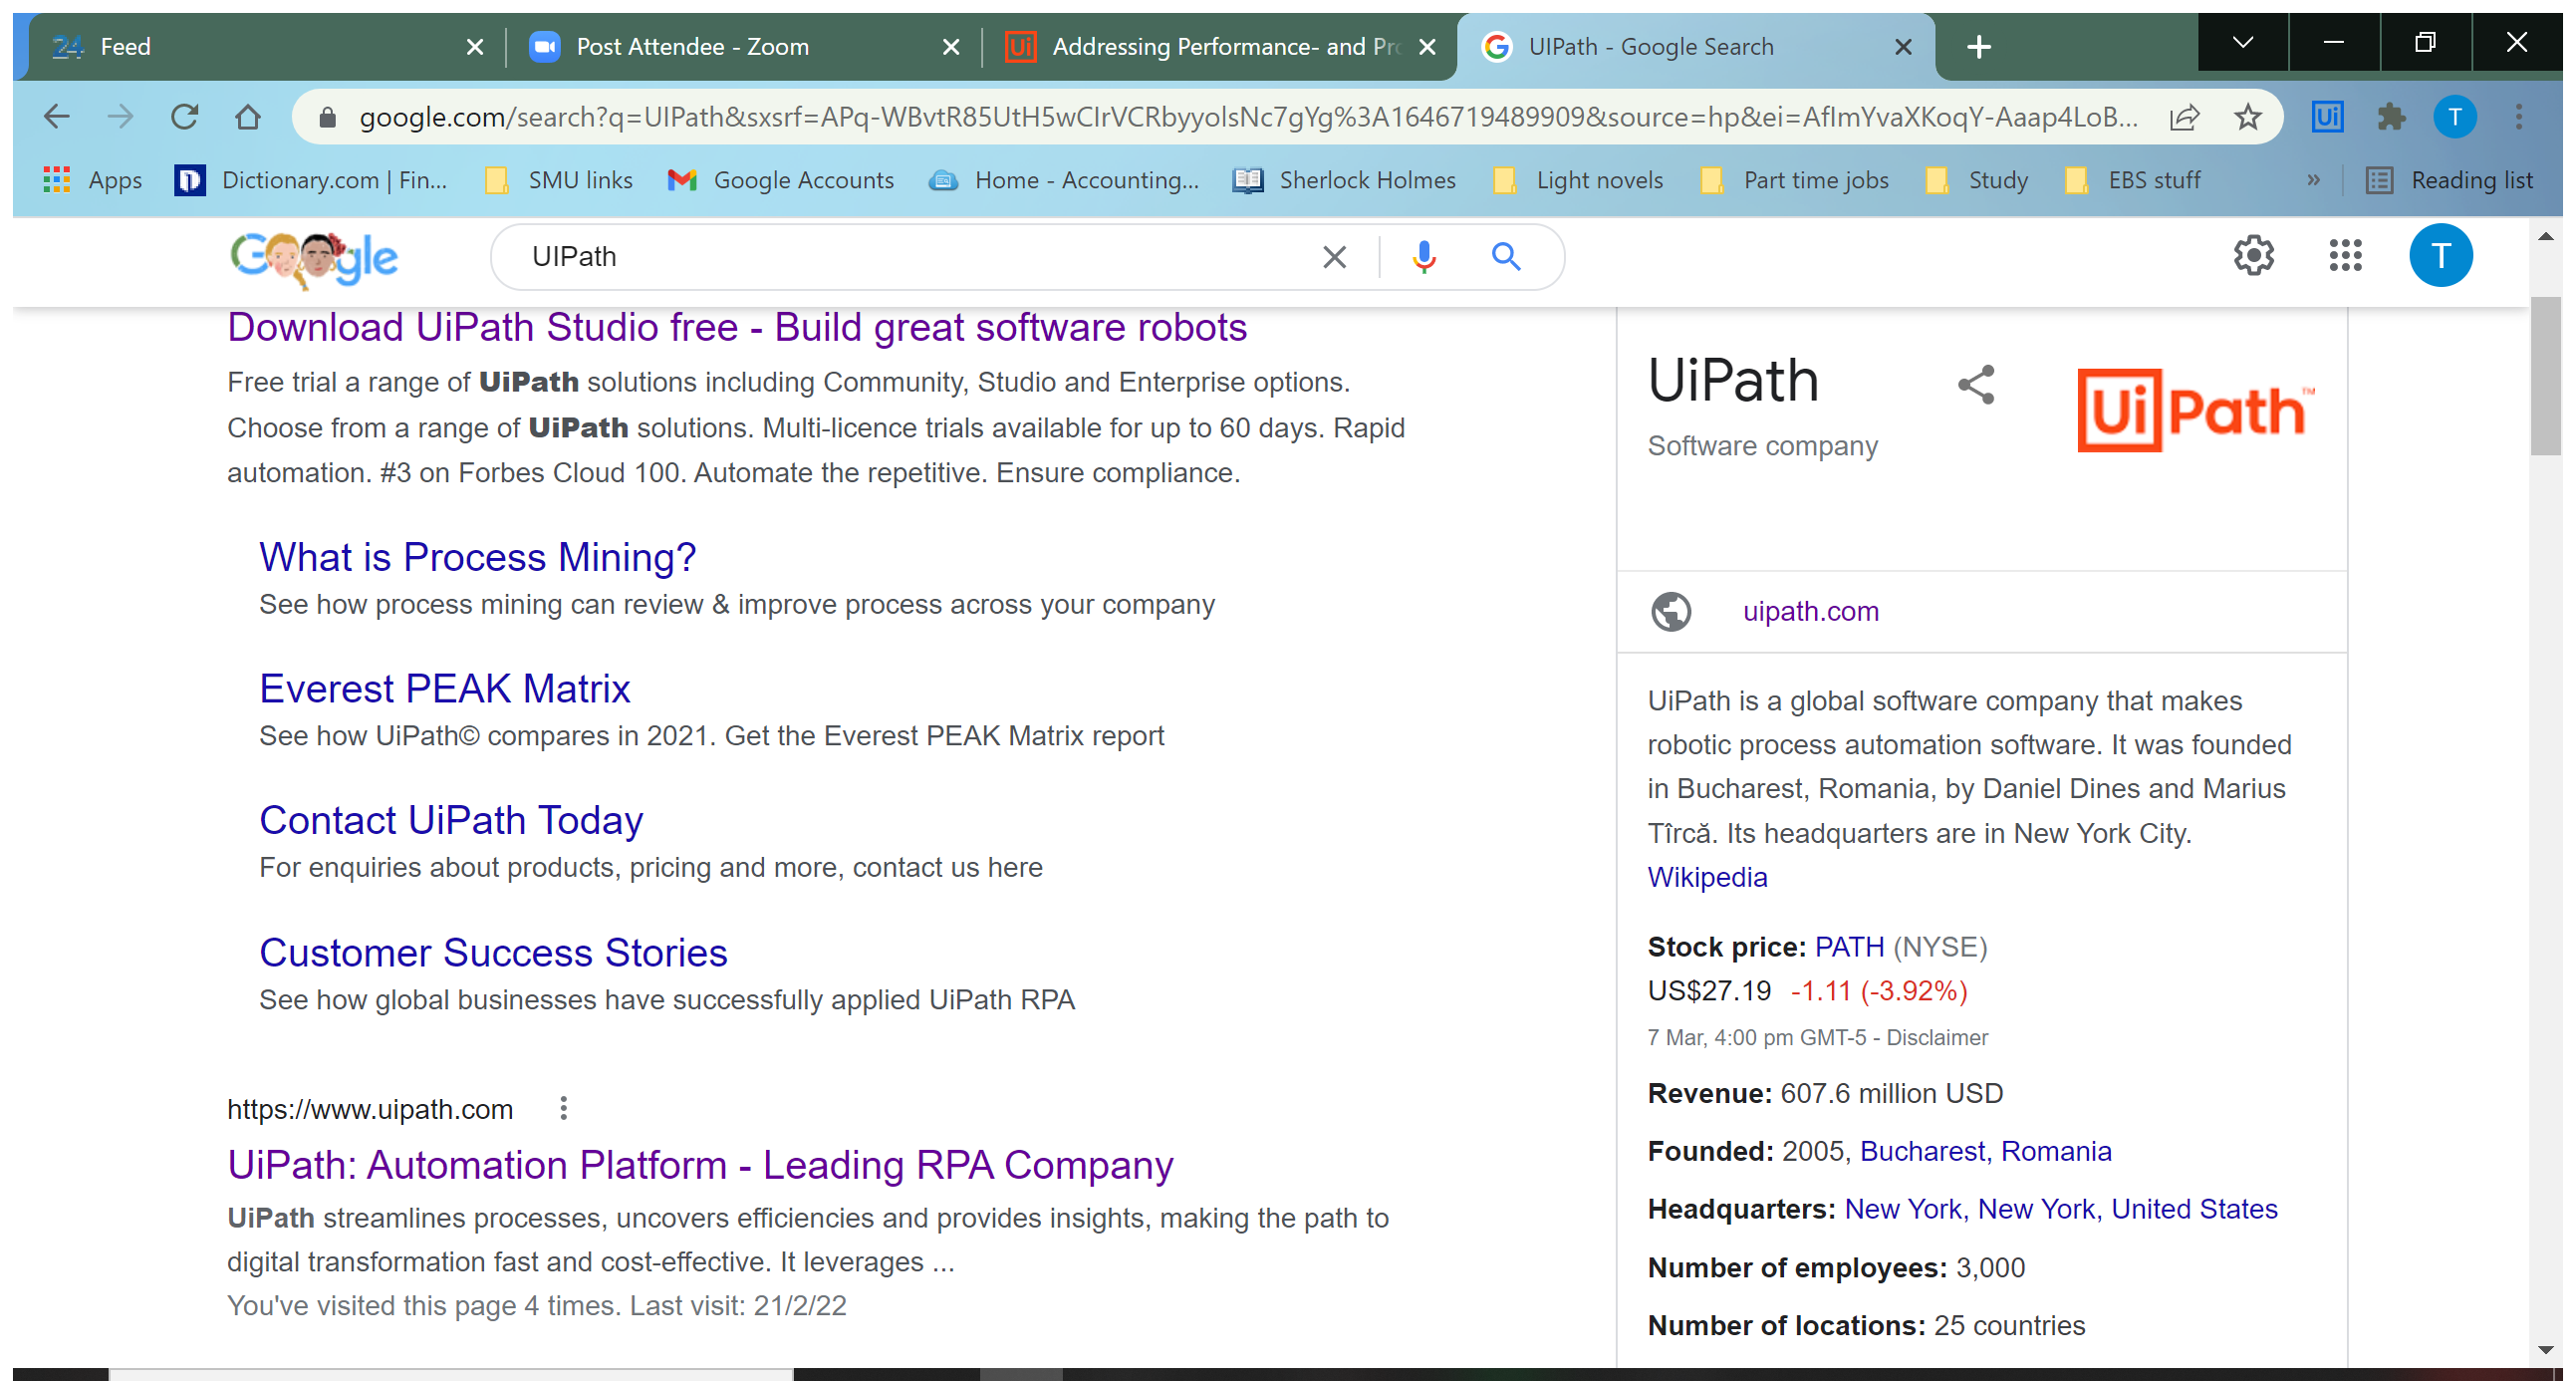 24 Feed
Post Attendee - Zoom
Ui Addressing Performance- and Pro
UIPath - Google Search
google.com/search?q=UIPath&sxsrf=APq-WBvtR85UtH5wCIrVCRbyyolsNc7gYg%3A1646719489909&source=hp&ei=AfImYvaXKoqY-Aaap4LoB...
Ui
T
Apps
Dictionary.com | Fin...
SMU links
Google Accounts
Home - Accounting...
Sherlock Holmes
Light novels
Part time jobs
Study
EBS stuff
»
Reading list
Google
UIPath
T
Download UiPath Studio free - Build great software robots
Free trial a range of UiPath solutions including Community, Studio and Enterprise options.
Choose from a range of UiPath solutions. Multi-licence trials available for up to 60 days. Rapid
automation. #3 on Forbes Cloud 100. Automate the repetitive. Ensure compliance.
What is Process Mining?
See how process mining can review & improve process across your company
Everest PEAK Matrix
See how UiPath© compares in 2021. Get the Everest PEAK Matrix report
Contact UiPath Today
For enquiries about products, pricing and more, contact us here
Customer Success Stories
See how global businesses have successfully applied UiPath RPA
https://www.uipath.com
UiPath: Automation Platform - Leading RPA Company
UiPath streamlines processes, uncovers efficiencies and provides insights, making the path to
digital transformation fast and cost-effective. It leverages ...
You've visited this page 4 times. Last visit: 21/2/22
UiPath
Software company
UiPath™
uipath.com
UiPath is a global software company that makes
robotic process automation software. It was founded
in Bucharest, Romania, by Daniel Dines and Marius
Tîrcă. Its headquarters are in New York City.
Wikipedia
Stock price: PATH (NYSE)
US$27.19 -1.11 (-3.92%)
7 Mar, 4:00 pm GMT-5 - Disclaimer
Revenue: 607.6 million USD
Founded: 2005, Bucharest, Romania
Headquarters: New York, New York, United States
Number of employees: 3,000
Number of locations: 25 countries